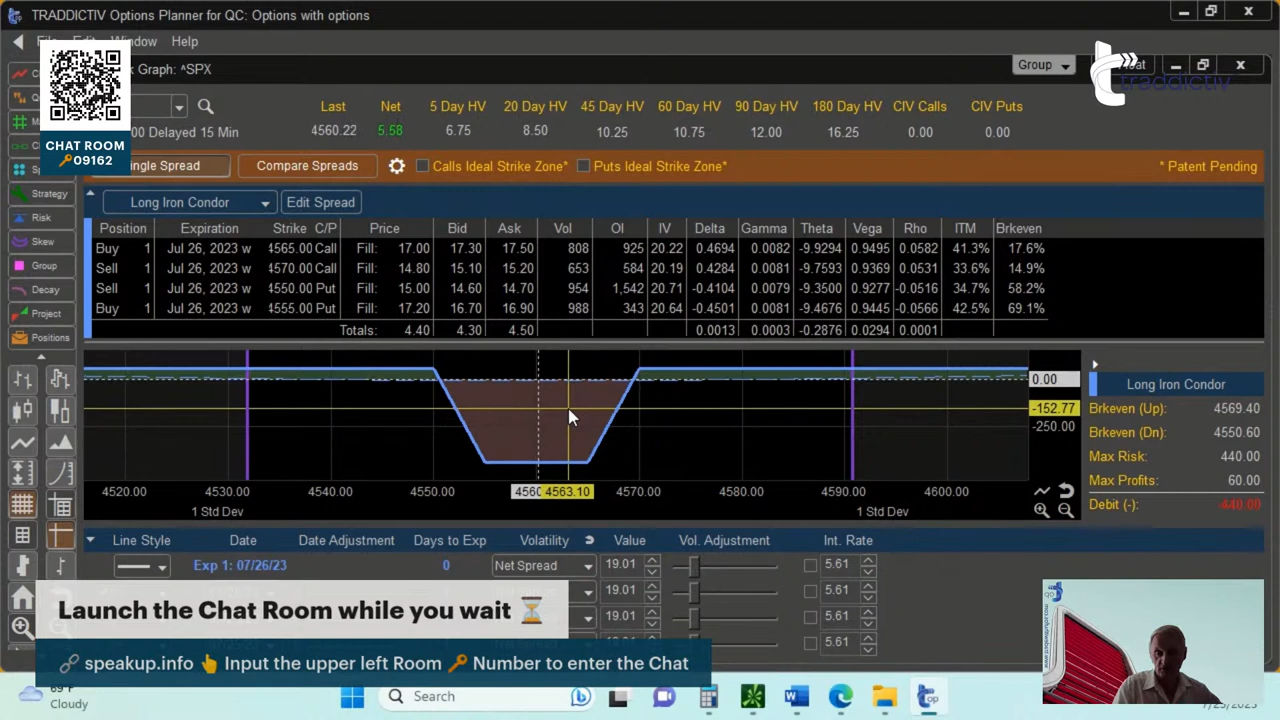 TRADDICTIV Options Planner for QC: Options with options
Window Help
Graph: ^SPX
Group
traddictiv
Last Net 5 Day HV 20 Day HV 45 Day HV 60 Day HV 90 Day HV 180 Day HV CIV Calls CIV Puts
00 Delayed 15 Min 4560.22 5.58 6.75 8.50 10.25 10.75 12.00 16.25 0.00 0.00
CHAT ROOM
🔑09162
Spread Compare Spreads Calls Ideal Strike Zone* Puts Ideal Strike Zone* * Patent Pending
Strategy
Risk
Skew
Group
Decay
Project
Positions
Long Iron Condor Edit Spread
Position Expiration Strike C/P Price Bid Ask Vol OI IV Delta Gamma Theta Vega Rho ITM Brkeven
Buy 1 Jul 26, 2023 w 4565.00 Call Fill: 17.00 17.30 17.50 808 925 20.22 0.4694 0.0082 -9.9294 0.9495 0.0582 41.3% 17.6%
Sell 1 Jul 26, 2023 w 4570.00 Call Fill: 14.80 15.10 15.20 653 584 20.19 0.4284 0.0081 -9.7593 0.9369 0.0531 33.6% 14.9%
Sell 1 Jul 26, 2023 w 4550.00 Put Fill: 15.00 14.60 14.70 954 1,542 20.71 -0.4104 0.0079 -9.3500 0.9277 -0.0516 34.7% 58.2%
Buy 1 Jul 26, 2023 w 4555.00 Put Fill: 17.20 16.70 16.90 988 343 20.64 -0.4501 0.0081 -9.4676 0.9445 -0.0566 42.5% 69.1%
Totals: 4.40 4.30 4.50 0.0013 0.0003 -0.2876 0.0294 0.0001
0.00
-152.77
-250.00
4520.00 4530.00 4540.00 4550.00 4560 4563.10 4570.00 4580.00 4590.00 4600.00
1 Std Dev 1 Std Dev
Long Iron Condor
Brkeven (Up): 4569.40
Brkeven (Dn): 4550.60
Max Risk: 440.00
Max Profits: 60.00
Debit (-): -440.00
Line Style Date Date Adjustment Days to Exp Volatility Value Vol. Adjustment Int. Rate
Exp 1: 07/26/23 0 Net Spread 19.01 5.61
19.01 5.61
19.01 5.61
19.01 5.61
Launch the Chat Room while you wait ⏳
🔗 speakup.info 👆 Input the upper left Room 🔑 Number to enter the Chat
Cloudy
Search